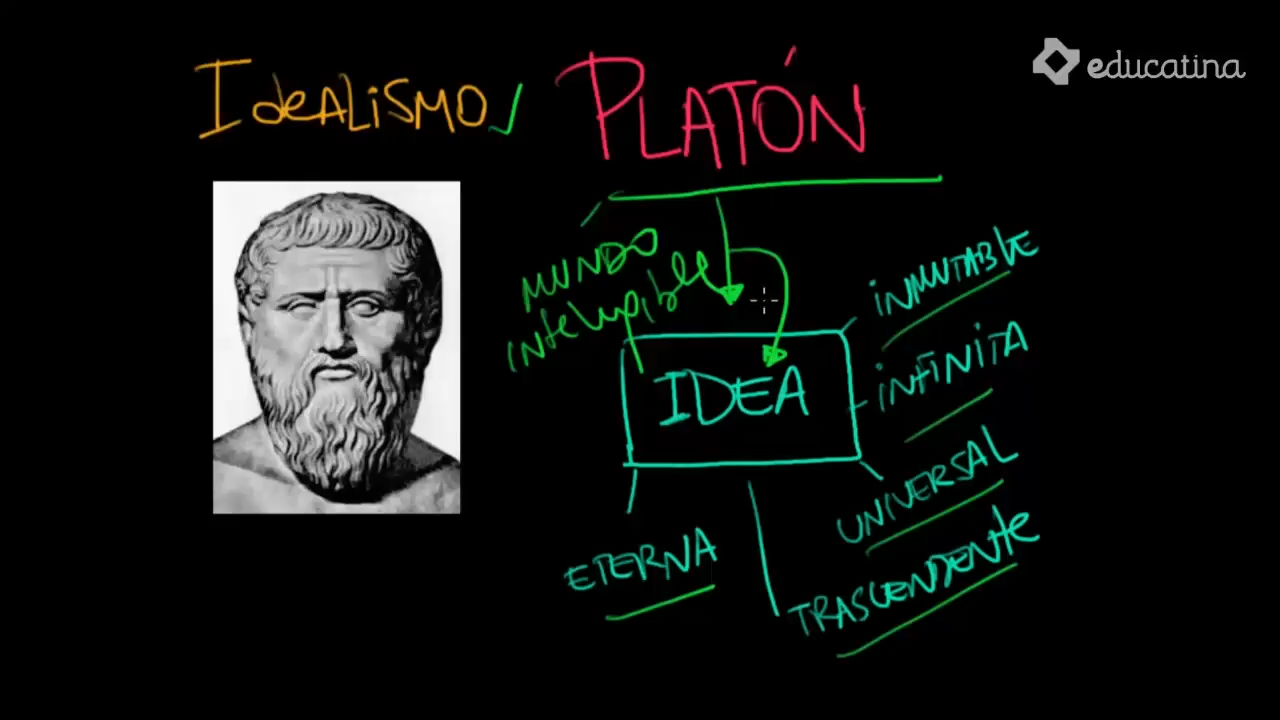 educatina
IdeALiSMO
PLATÓN
MUNDO
inteligible
IDEA
iNMUTABLE
iNFINITA
UNIVERSAL
TRASCENDENTE
ETERNA